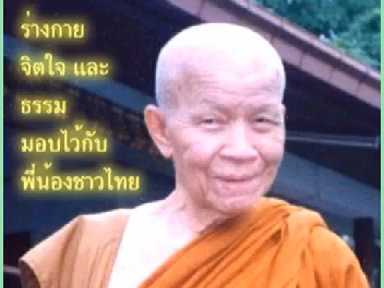 ร่างกาย
จิตใจ และ
ธรรม
มอบไว้กับ
พี่น้องชาวไทย